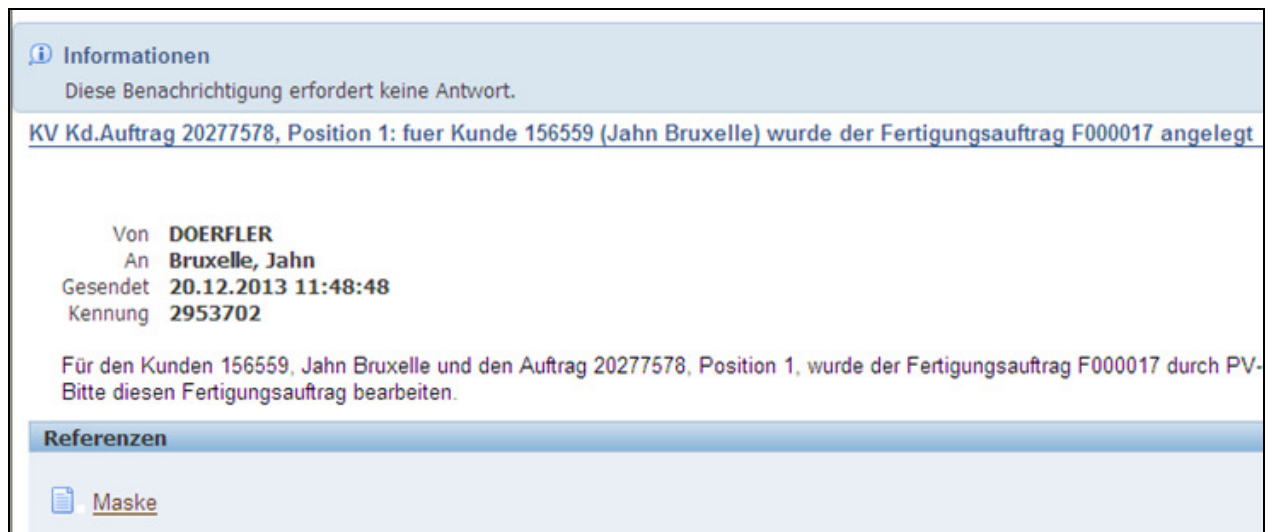 Informationen
Diese Benachrichtigung erfordert keine Antwort.
KV Kd.Auftrag 20277578, Position 1: fuer Kunde 156559 (Jahn Bruxelle) wurde der Fertigungsauftrag F000017 angelegt
Von DOERFLER
An Bruxelle, Jahn
Gesendet 20.12.2013 11:48:48
Kennung 2953702
Für den Kunden 156559, Jahn Bruxelle und den Auftrag 20277578, Position 1, wurde der Fertigungsauftrag F000017 durch PV-
Bitte diesen Fertigungsauftrag bearbeiten.
Referenzen
Maske